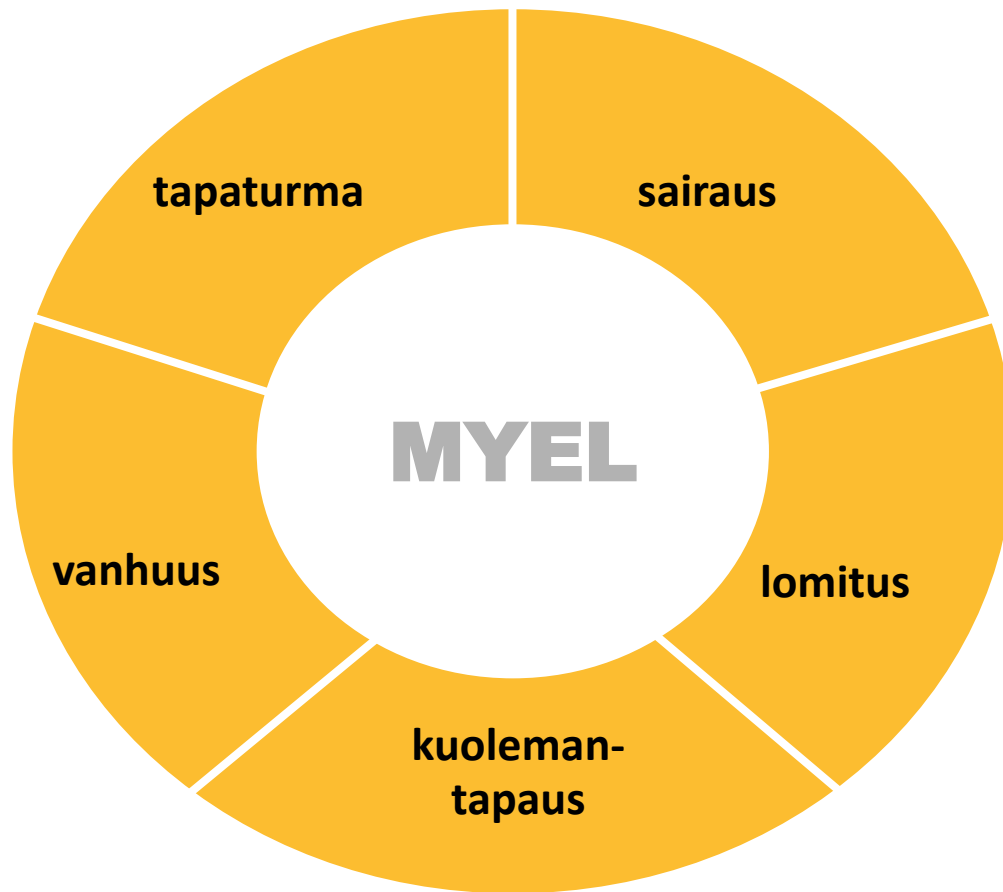 tapaturma
sairaus
MYEL
vanhuus
lomitus
kuoleman-
tapaus